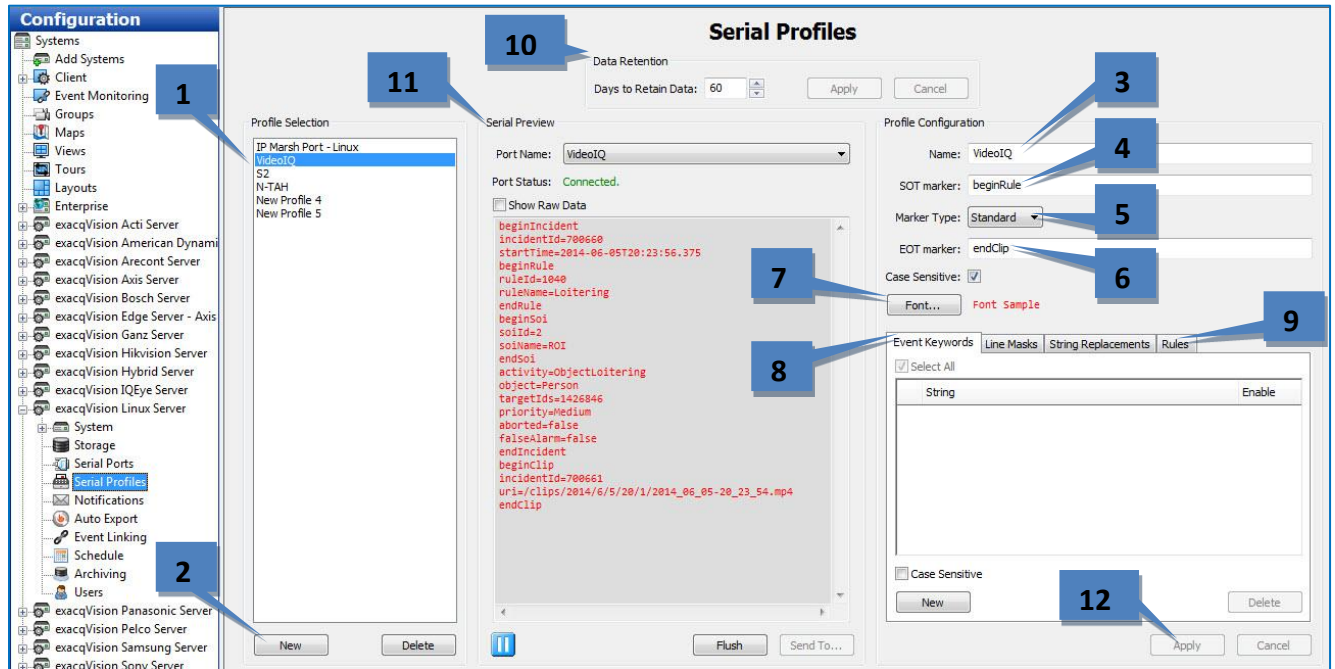 Configuration
Systems
Add Systems
Client
Event Monitoring
Groups
Maps
Views
Tours
Layouts
Enterprise
exacqVision Acti Server
exacqVision American Dynami
exacqVision Arecont Server
exacqVision Axis Server
exacqVision Bosch Server
exacqVision Edge Server - Axis
exacqVision Ganz Server
exacqVision Hikvision Server
exacqVision Hybrid Server
exacqVision IQEye Server
exacqVision Linux Server
System
Storage
Serial Ports
Serial Profiles
Notifications
Auto Export
Event Linking
Schedule
Archiving
Users
exacqVision Panasonic Server
exacqVision Pelco Server
exacqVision Samsung Server
exacqVision Sony Server
Serial Profiles
10
Data Retention
Days to Retain Data: 60 Apply Cancel
1
Profile Selection
IP Marsh Port - Linux
VideoIQ
S2
N-TAH
New Profile 4
New Profile 5
2
New Delete
11
Serial Preview
Port Name: VideoIQ
Port Status: Connected.
Show Raw Data
beginIncident
incidentId=700660
startTime=2014-06-05T20:23:56.375
beginRule
ruleId=1040
ruleName=Loitering
endRule
beginSoi
soiId=2
soiName=ROI
endSoi
activity=ObjectLoitering
object=Person
targetIds=1426846
priority=Medium
aborted=false
falseAlarm=false
endIncident
beginClip
incidentId=700661
uri=/clips/2014/6/5/20/1/2014_06_05-20_23_54.mp4
endClip
Flush Send To...
3
Profile Configuration
Name: VideoIQ
4
SOT marker: beginRule
Marker Type: Standard
5
EOT marker: endClip
6
Case Sensitive:
7
Font... Font Sample
8
9
Event Keywords Line Masks String Replacements Rules
Select All
String Enable
Case Sensitive
New Delete
12
Apply Cancel